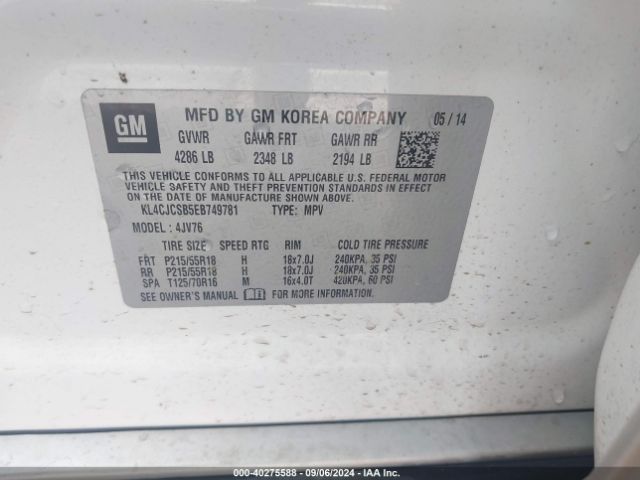 GM
MFD BY GM KOREA COMPANY 05/14
GVWR GAWR FRT GAWR RR
4286 LB 2348 LB 2194 LB
THIS VEHICLE CONFORMS TO ALL APPLICABLE U.S. FEDERAL MOTOR
VEHICLE SAFETY AND THEFT PREVENTION STANDARDS IN EFFECT ON
THE DATE OF MANUFACTURE SHOWN ABOVE.
KL4CJCSB5EB749781 TYPE: MPV
MODEL: 4JV76
TIRE SIZE SPEED RTG RIM COLD TIRE PRESSURE
FRT P215/55R18 H 18x7.0J 240KPA, 35 PSI
RR P215/55R18 H 18x7.0J 240KPA, 35 PSI
SPA T125/70R16 M 16x4.0T 420KPA, 60 PSI
SEE OWNER'S MANUAL FOR MORE INFORMATION.
© COPY - 40275588 - 09/06/2024 - IAA Inc.